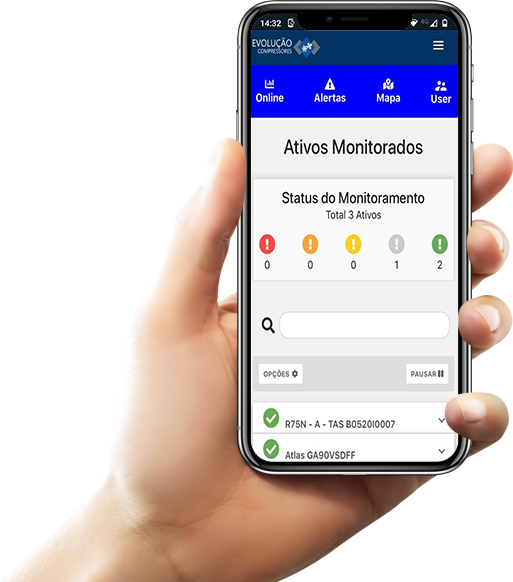 14:32 4G
EVOLUÇÃO
COMPRESSORES
Online Alertas Mapa User
Ativos Monitorados
Status do Monitoramento
Total 3 Ativos
0 0 0 1 2
OPÇÕES PAUSAR
R75N - A - TAS B0520I0007
Atlas GA90VSDFF